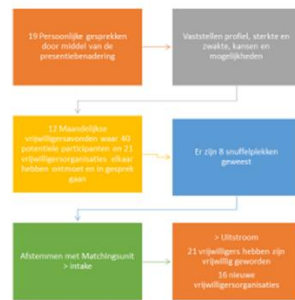 19 Persoonlijke gesprekken
door middel van de
presentiebenadering
Vaststellen profiel, sterkte en
zwakte, kansen en
mogelijkheden
12 Maandelijkse
vrijwilligersavonden waar 40
potentiele participanten en 21
vrijwilligersorganisaties elkaar
hebben ontmoet en in gesprek
gaan
Er zijn 8 snuffelplekken
geweest
Afstemmen met Matchingsunit
> intake
> Uitstroom
21 vrijwilligers hebben zijn
vrijwillig geworden
16 nieuwe
vrijwilligersorganisaties